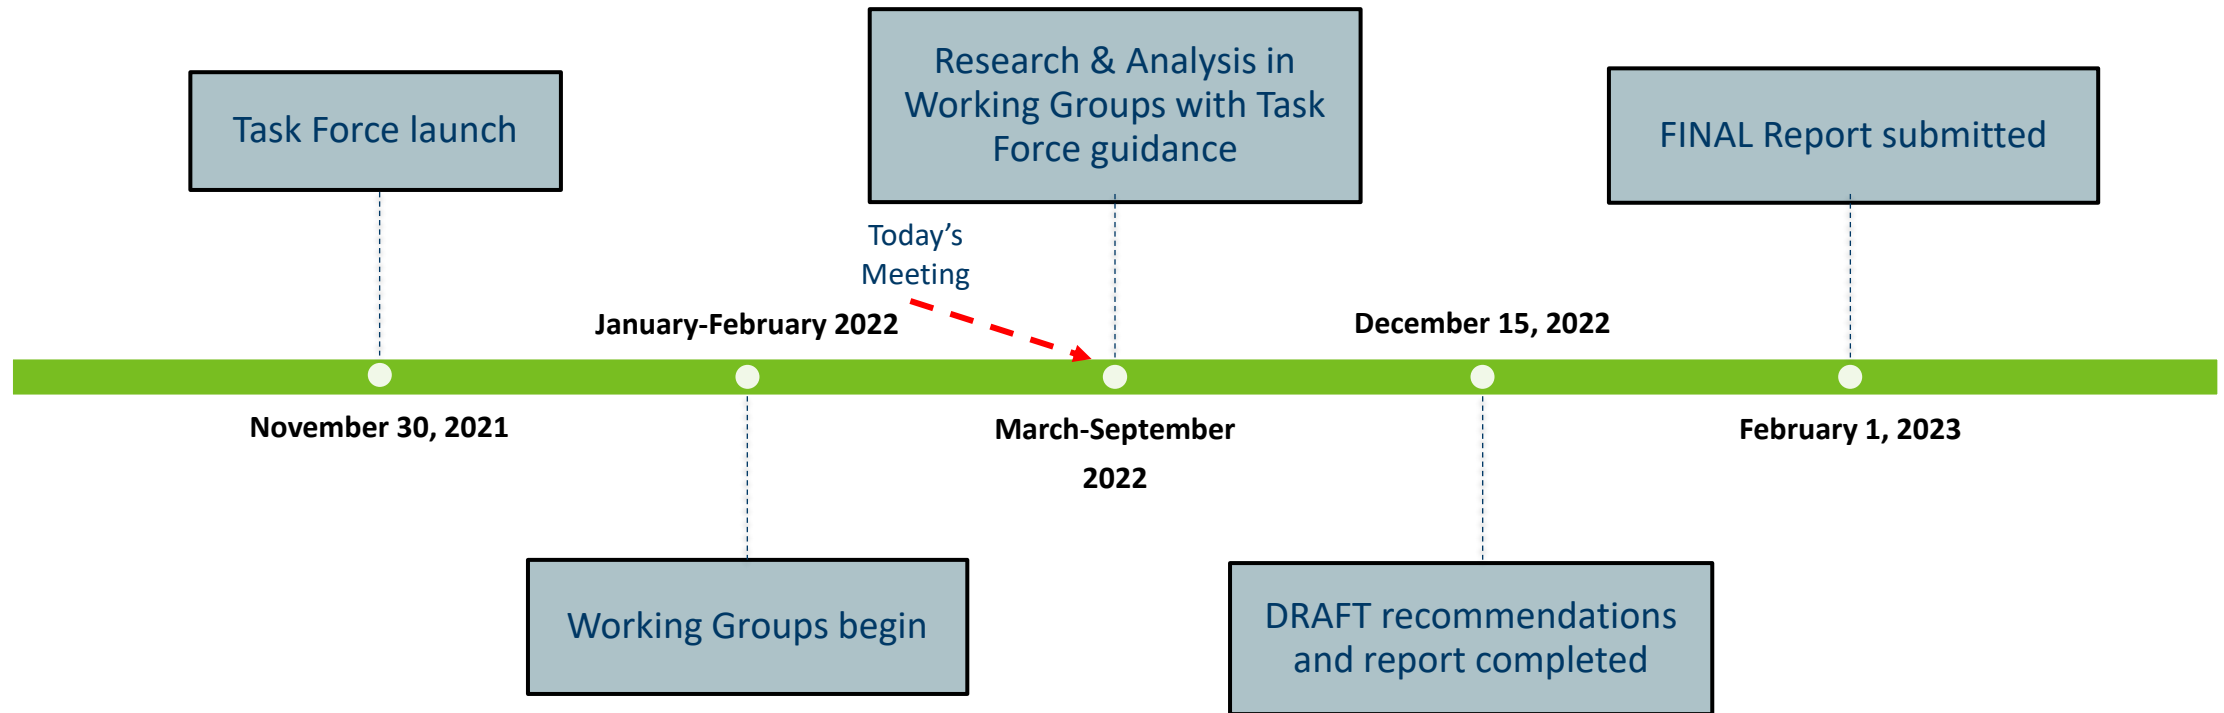 Task Force launch
Research & Analysis in
Working Groups with Task
Force guidance
FINAL Report submitted
Today’s
Meeting
January-February 2022
December 15, 2022
November 30, 2021
March-September
2022
February 1, 2023
Working Groups begin
DRAFT recommendations
and report completed